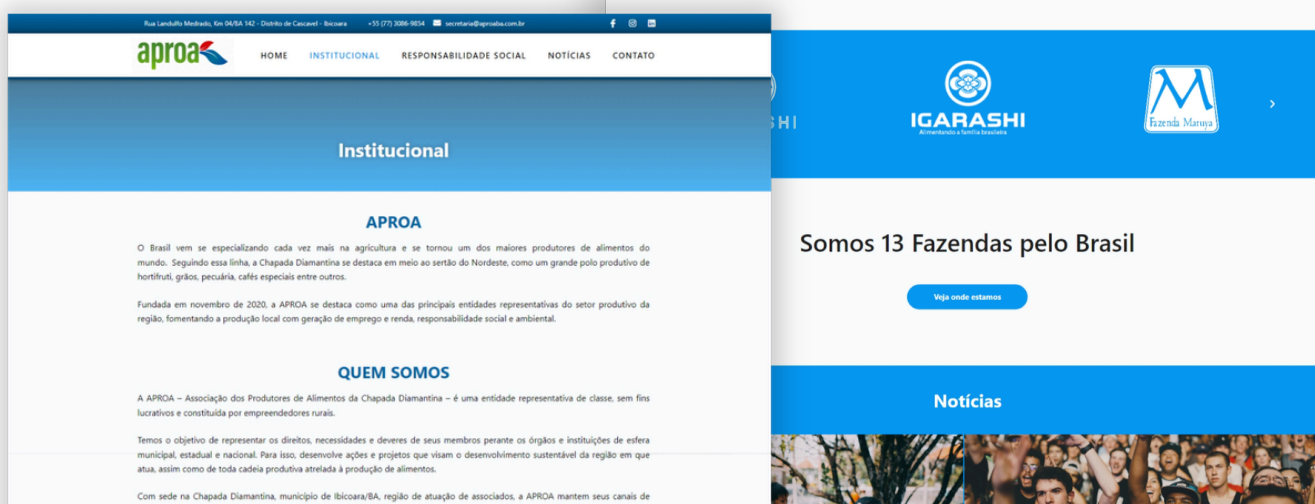 Rua Landulfo Medrado, Km 04/BA 142 - Distrito de Cascavel - Ibicoara +55 (77) 3086-9854 secretaria@aproaba.com.br
aproa HOME INSTITUCIONAL RESPONSABILIDADE SOCIAL NOTÍCIAS CONTATO
Institucional
APROA
O Brasil vem se especializando cada vez mais na agricultura e se tornou um dos maiores produtores de alimentos do
mundo. Seguindo essa linha, a Chapada Diamantina se destaca em meio ao sertão do Nordeste, como um grande polo produtivo de
hortifruti, grãos, pecuária, cafés especiais entre outros.
Fundada em novembro de 2020, a APROA se destaca como uma das principais entidades representativas do setor produtivo da
região, fomentando a produção local com geração de emprego e renda, responsabilidade social e ambiental.
QUEM SOMOS
A APROA – Associação dos Produtores de Alimentos da Chapada Diamantina – é uma entidade representativa de classe, sem fins
lucrativos e constituída por empreendedores rurais.
Temos o objetivo de representar os direitos, necessidades e deveres de seus membros perante os órgãos e instituições de esfera
municipal, estadual e nacional. Para isso, desenvolve ações e projetos que visam o desenvolvimento sustentável da região em que
atua, assim como de toda cadeia produtiva atrelada à produção de alimentos.
Com sede na Chapada Diamantina, município de Ibicoara/BA, região de atuação de associados, a APROA mantem seus canais de
SHI
IGARASHI
Alimentando a família brasileira
M
Fazenda Maruya
Somos 13 Fazendas pelo Brasil
Veja onde estamos
Notícias